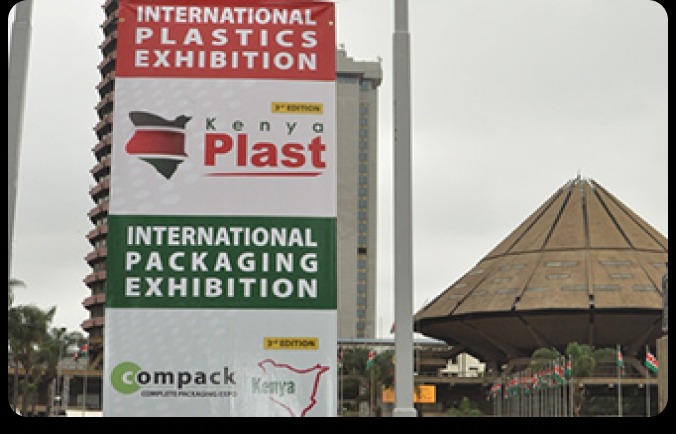 INTERNATIONAL
PLASTICS
EXHIBITION
3RD EDITION
Kenya
Plast
INTERNATIONAL
PACKAGING
EXHIBITION
3RD EDITION
compack
COMPLETE PACKAGING EXPO
Kenya